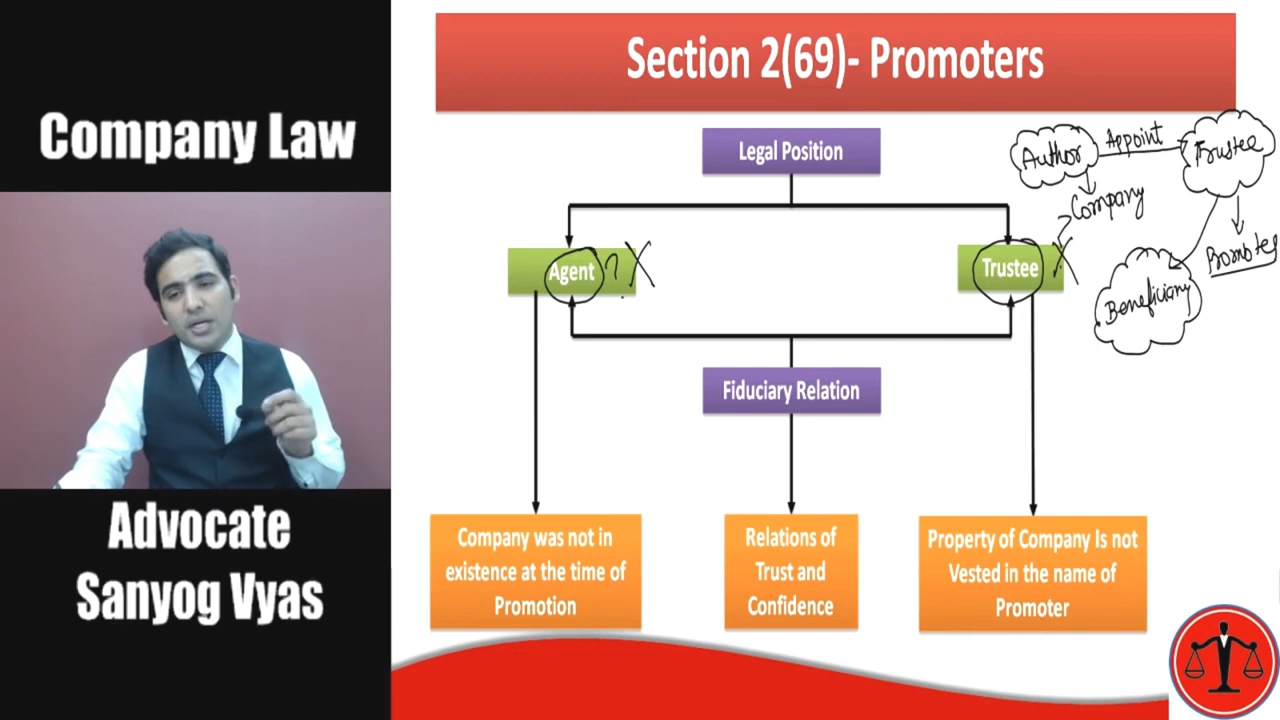 Company Law
Advocate
Sanyog Vyas
Section 2(69)- Promoters
Legal Position
Agent ? X
Trustee X
Author Appoint Trustee
Company
Promoter
Beneficiary
Fiduciary Relation
Company was not in
existence at the time of
Promotion
Relations of
Trust and
Confidence
Property of Company Is not
Vested in the name of
Promoter